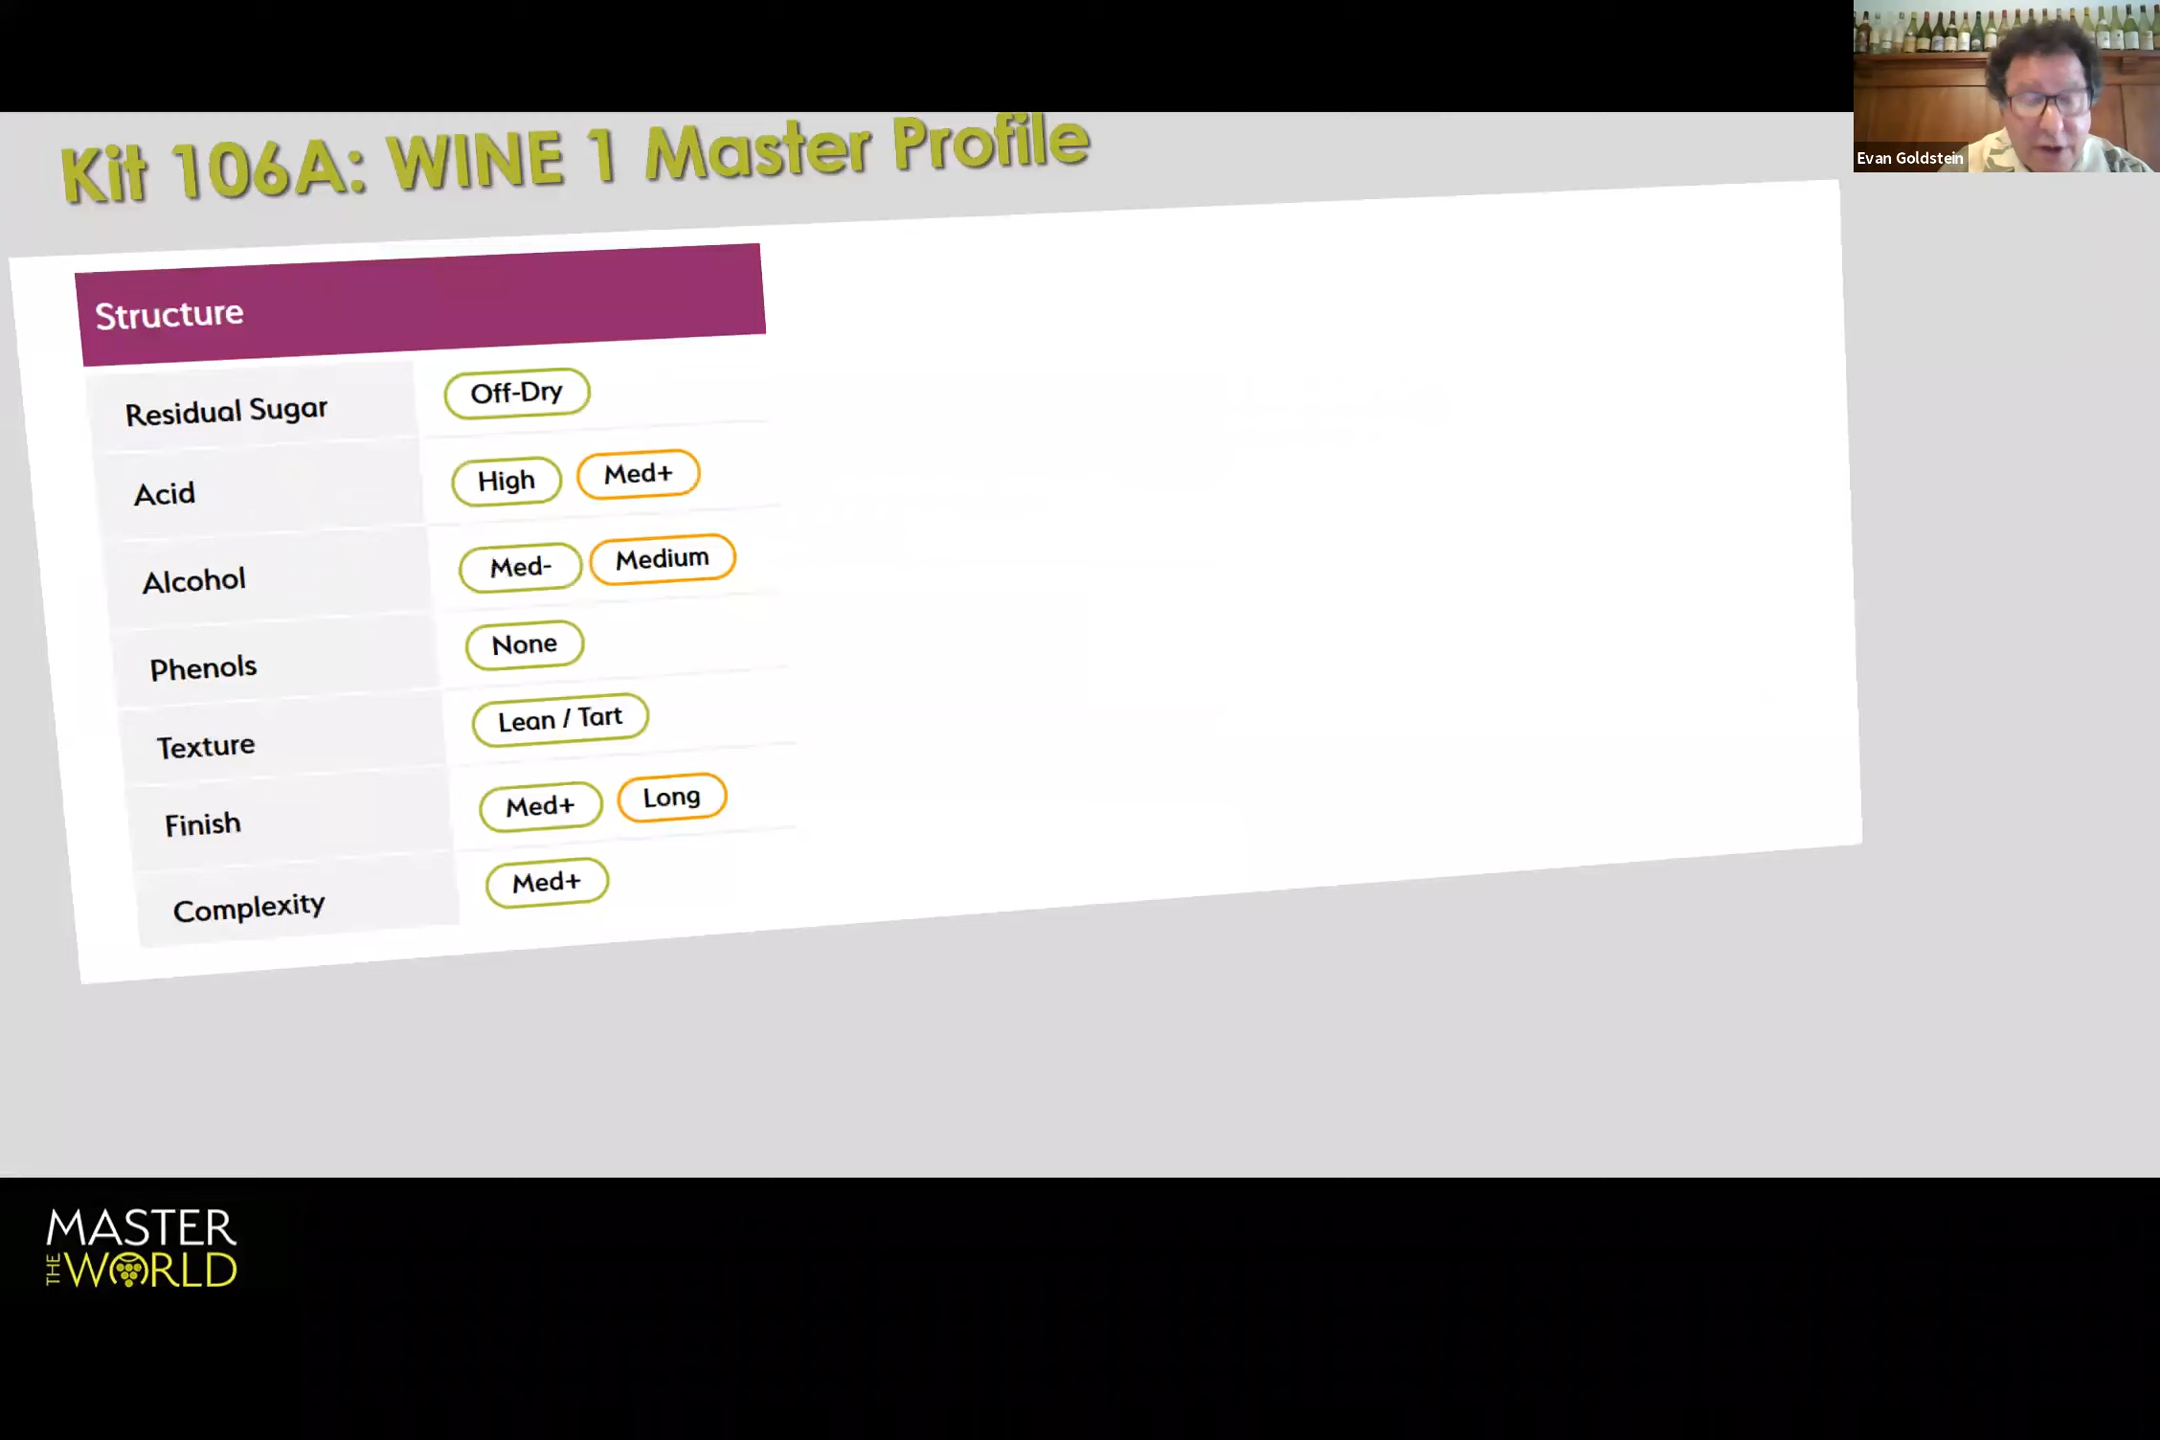 Evan Goldstein
Kit 106A: WINE 1 Master Profile
Structure
Residual Sugar Off-Dry
Acid High Med+
Alcohol Med- Medium
Phenols None
Texture Lean / Tart
Finish Med+ Long
Complexity Med+
MASTER
THE WORLD